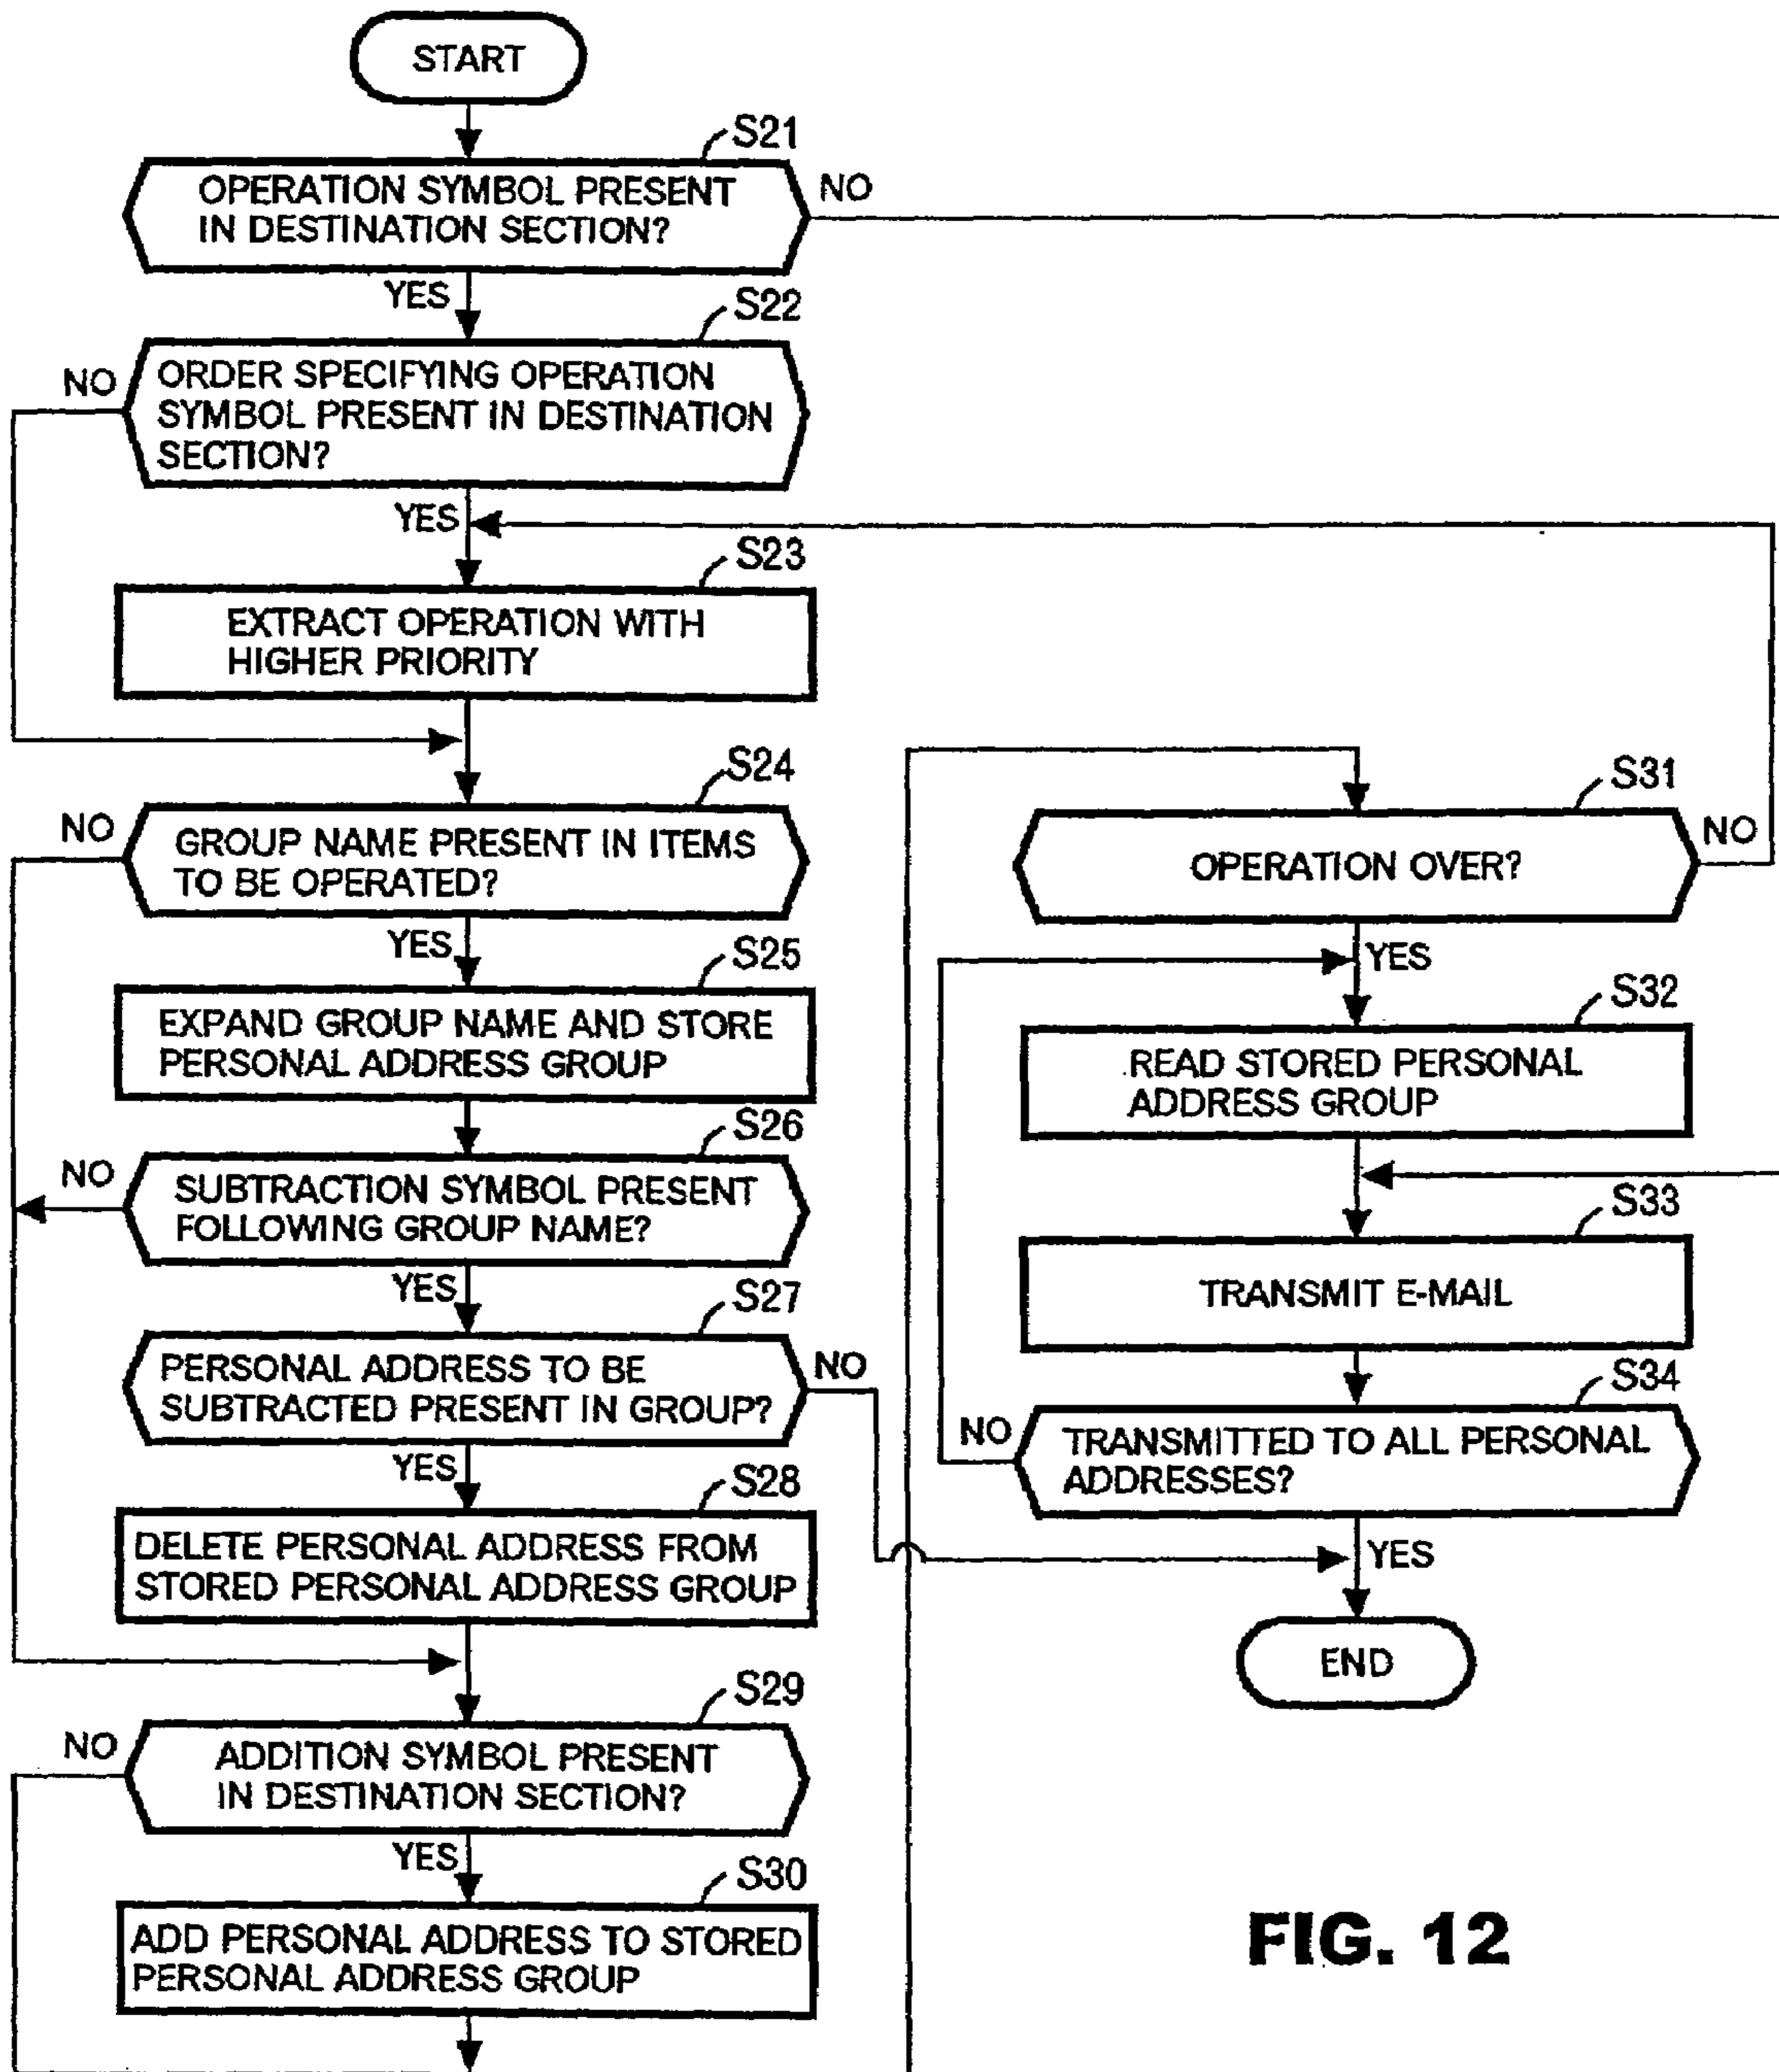 START
S21
OPERATION SYMBOL PRESENT
IN DESTINATION SECTION?
NO
YES
S22
ORDER SPECIFYING OPERATION
SYMBOL PRESENT IN DESTINATION
SECTION?
NO
YES
S23
EXTRACT OPERATION WITH
HIGHER PRIORITY
S24
GROUP NAME PRESENT IN ITEMS
TO BE OPERATED?
NO
YES
S25
EXPAND GROUP NAME AND STORE
PERSONAL ADDRESS GROUP
S26
SUBTRACTION SYMBOL PRESENT
FOLLOWING GROUP NAME?
NO
YES
S27
PERSONAL ADDRESS TO BE
SUBTRACTED PRESENT IN GROUP?
NO
YES
S28
DELETE PERSONAL ADDRESS FROM
STORED PERSONAL ADDRESS GROUP
S29
ADDITION SYMBOL PRESENT
IN DESTINATION SECTION?
NO
YES
S30
ADD PERSONAL ADDRESS TO STORED
PERSONAL ADDRESS GROUP
S31
OPERATION OVER?
NO
YES
S32
READ STORED PERSONAL
ADDRESS GROUP
S33
TRANSMIT E-MAIL
S34
TRANSMITTED TO ALL PERSONAL
ADDRESSES?
NO
YES
END
FIG. 12